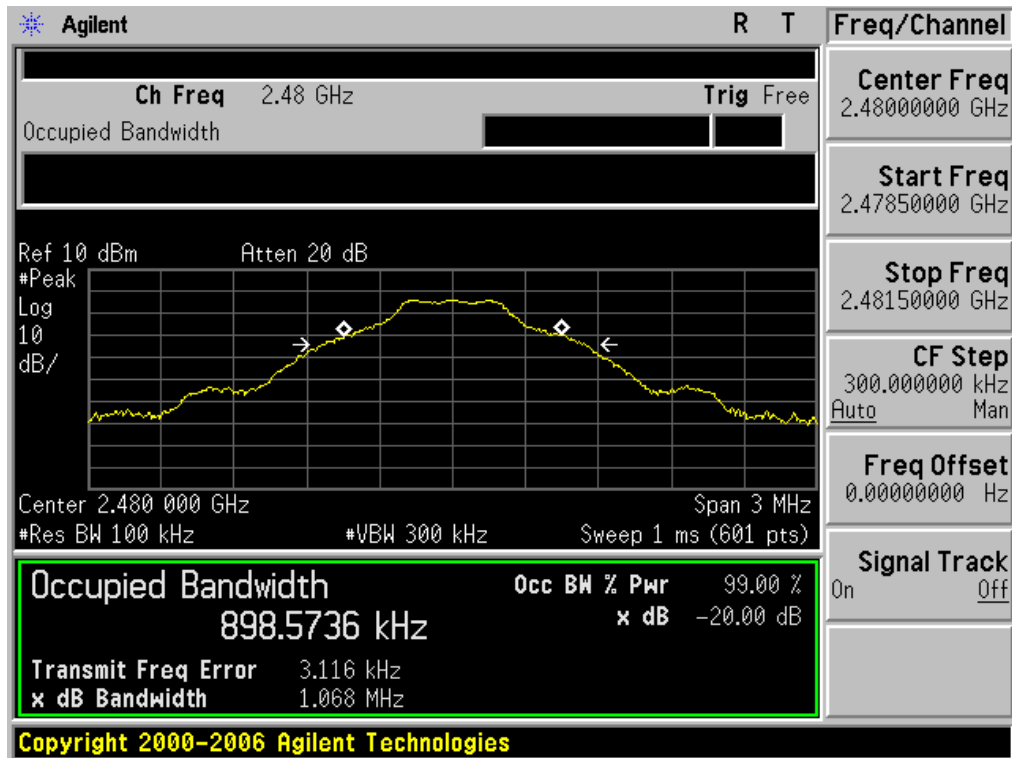 Agilent R T Freq/Channel
Ch Freq 2.48 GHz Trig Free
Occupied Bandwidth
Center Freq
2.48000000 GHz
Start Freq
2.47850000 GHz
Stop Freq
2.48150000 GHz
CF Step
300.000000 kHz
Auto Man
Freq Offset
0.00000000 Hz
Signal Track
On Off
Ref 10 dBm Atten 20 dB
#Peak
Log
10
dB/
Center 2.480 000 GHz Span 3 MHz
#Res BW 100 kHz #VBW 300 kHz Sweep 1 ms (601 pts)
Occupied Bandwidth Occ BW % Pwr 99.00 %
898.5736 kHz x dB -20.00 dB
Transmit Freq Error 3.116 kHz
x dB Bandwidth 1.068 MHz
Copyright 2000-2006 Agilent Technologies